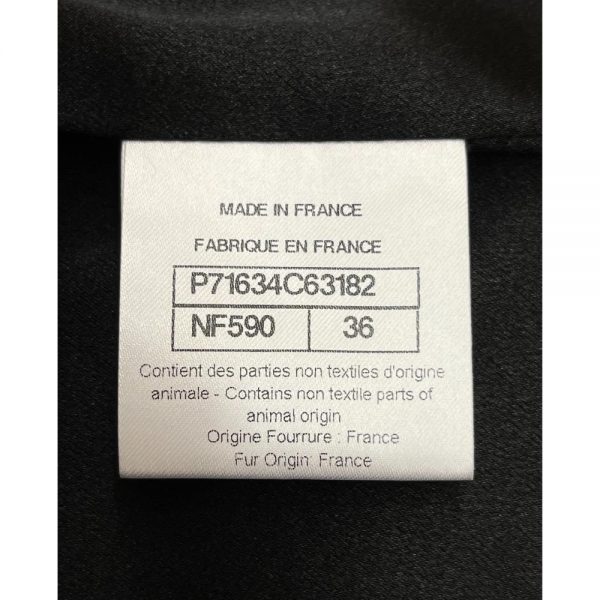 MADE IN FRANCE
FABRIQUE EN FRANCE
P71634C63182
NF590 36
Contient des parties non textiles d'origine
animale - Contains non textile parts of
animal origin
Origine Fourrure : France
Fur Origin: France